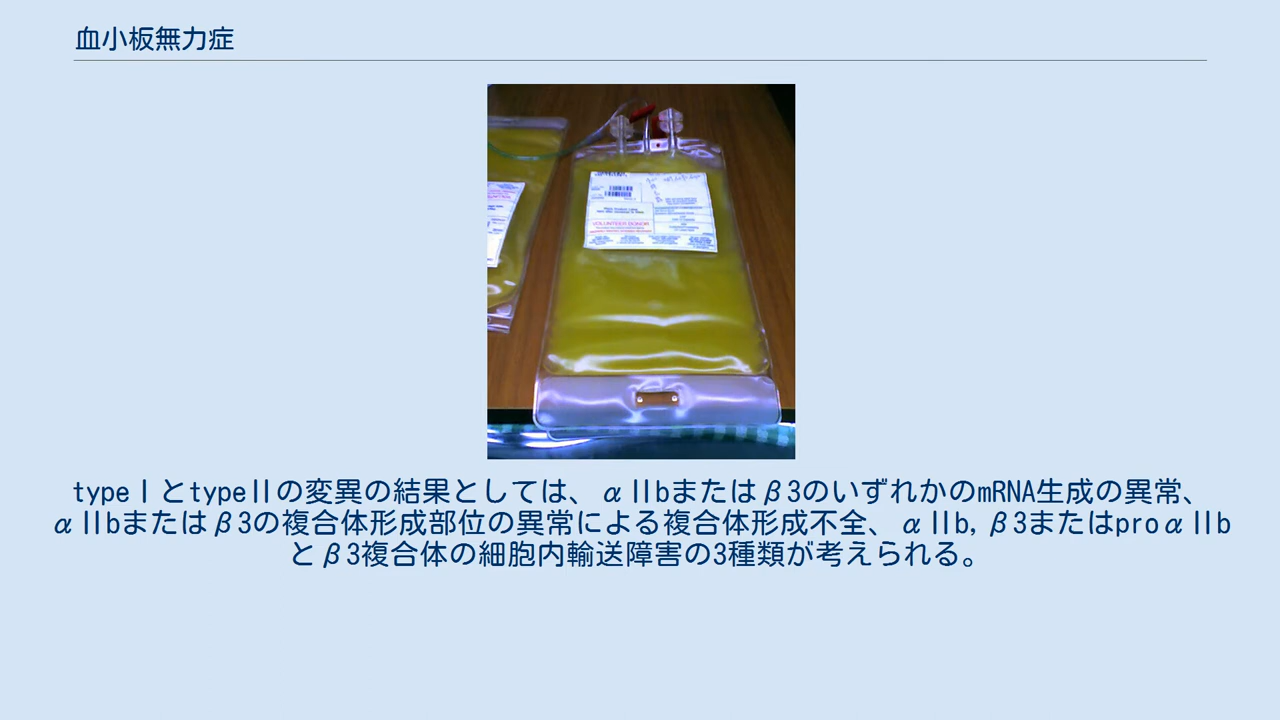 血小板無力症
VOLUNTEER DONOR
typeⅠとtypeⅡの変異の結果としては、αⅡbまたはβ3のいずれかのmRNA生成の異常、
αⅡbまたはβ3の複合体形成部位の異常による複合体形成不全、αⅡb, β3またはproαⅡb
とβ3複合体の細胞内輸送障害の3種類が考えられる。